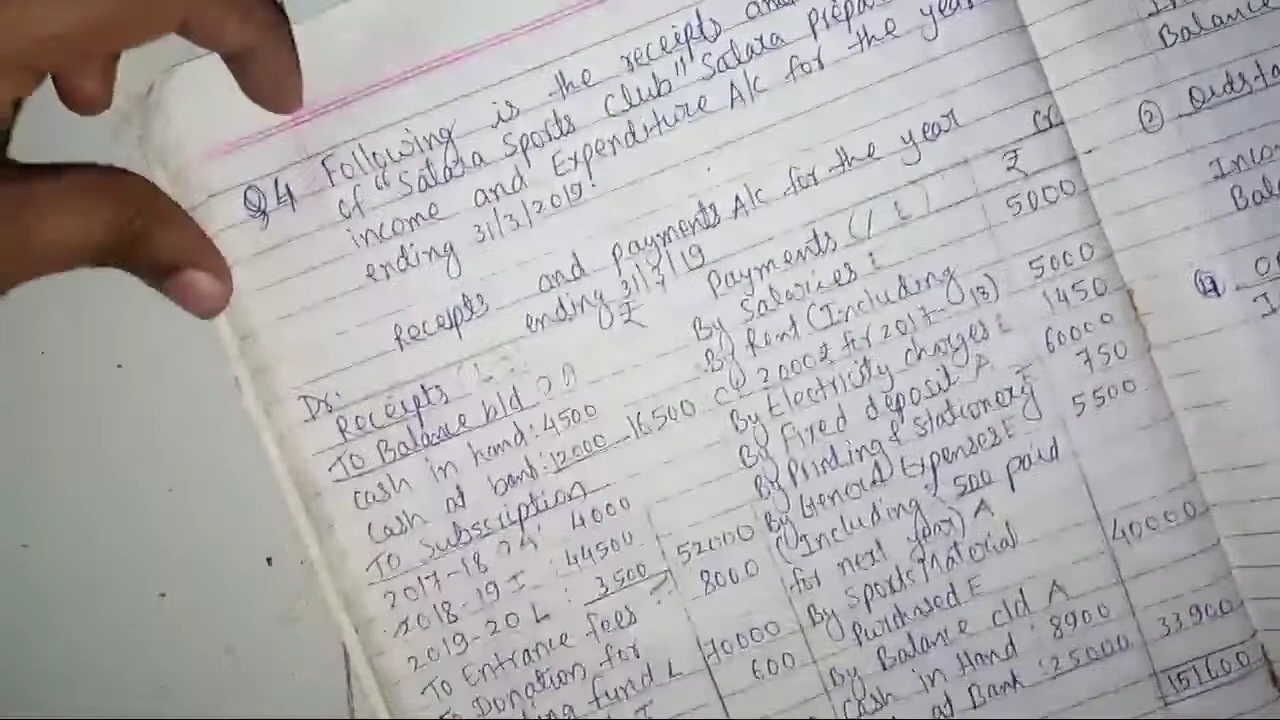 Q4 Following is the receipts and
of "Salara Sports Club" Salara prepa
income and Expenditure A/c for the year
ending 31/3/2019.
Receipts and payments A/c for the year
ending 31/3/19
Dr. Cr.
Receipts ₹
To Balance b/d
cash in hand: 4500
cash at bank: 12000 16500
To Subscription
2017-18 A: 4000
2018-19 I: 44500
2019-20 L: 3500 52000
To Entrance fees 8000
To Donation for
ing fund L 70000
I 600
payments ₹
By Salaries: 5000
By Rent (Including
2000₹ for 2017-18) 5000
By Electricity charges: 1450
By Fixed deposit A 60000
By Printing & Stationery 750
By General Expenses E 5500
(Including 500 paid
for next year) A
By Sports Material
Purchased E 40000
By Balance c/d A
Cash in Hand: 8900
at Bank: 25000 33900
151600
Balance
②
Inco
Bal